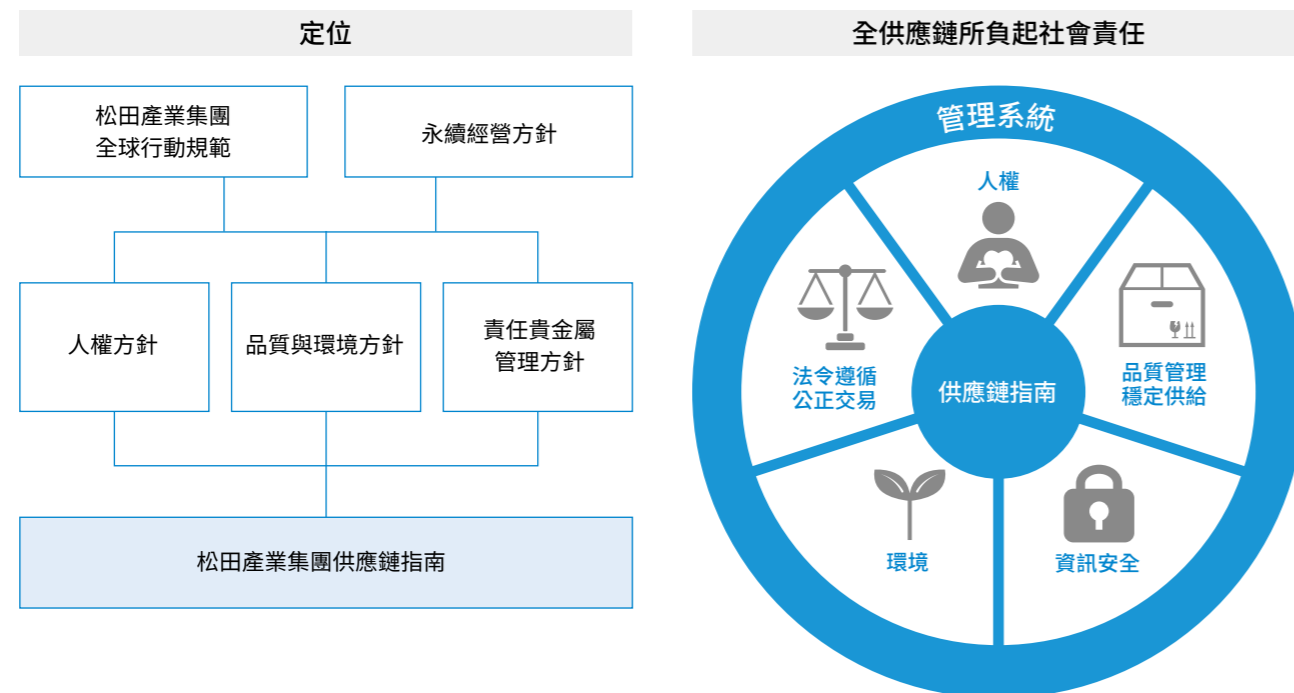 定位
松田產業集團
全球行動規範
永續經營方針
人權方針
品質與環境方針
責任貴金屬
管理方針
松田產業集團供應鏈指南
全供應鏈所負起社會責任
管理系統
人權
法令遵循
公正交易
品質管理
穩定供給
供應鏈指南
環境
資訊安全